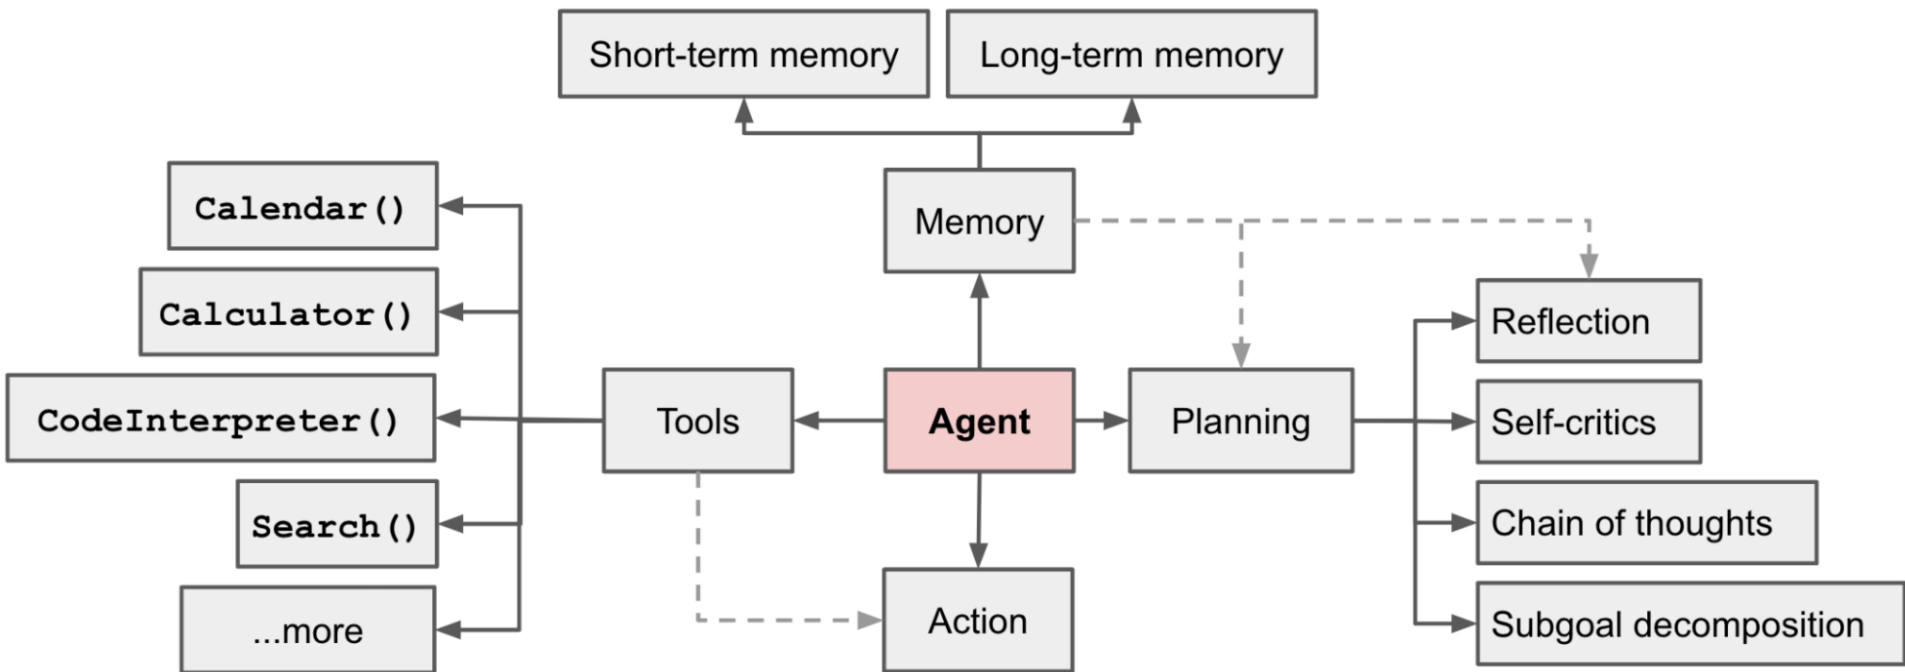 Short-term memory
Long-term memory
Calendar()
Memory
Calculator()
Reflection
CodeInterpreter()
Tools
Agent
Planning
Self-critics
Search()
Chain of thoughts
...more
Action
Subgoal decomposition